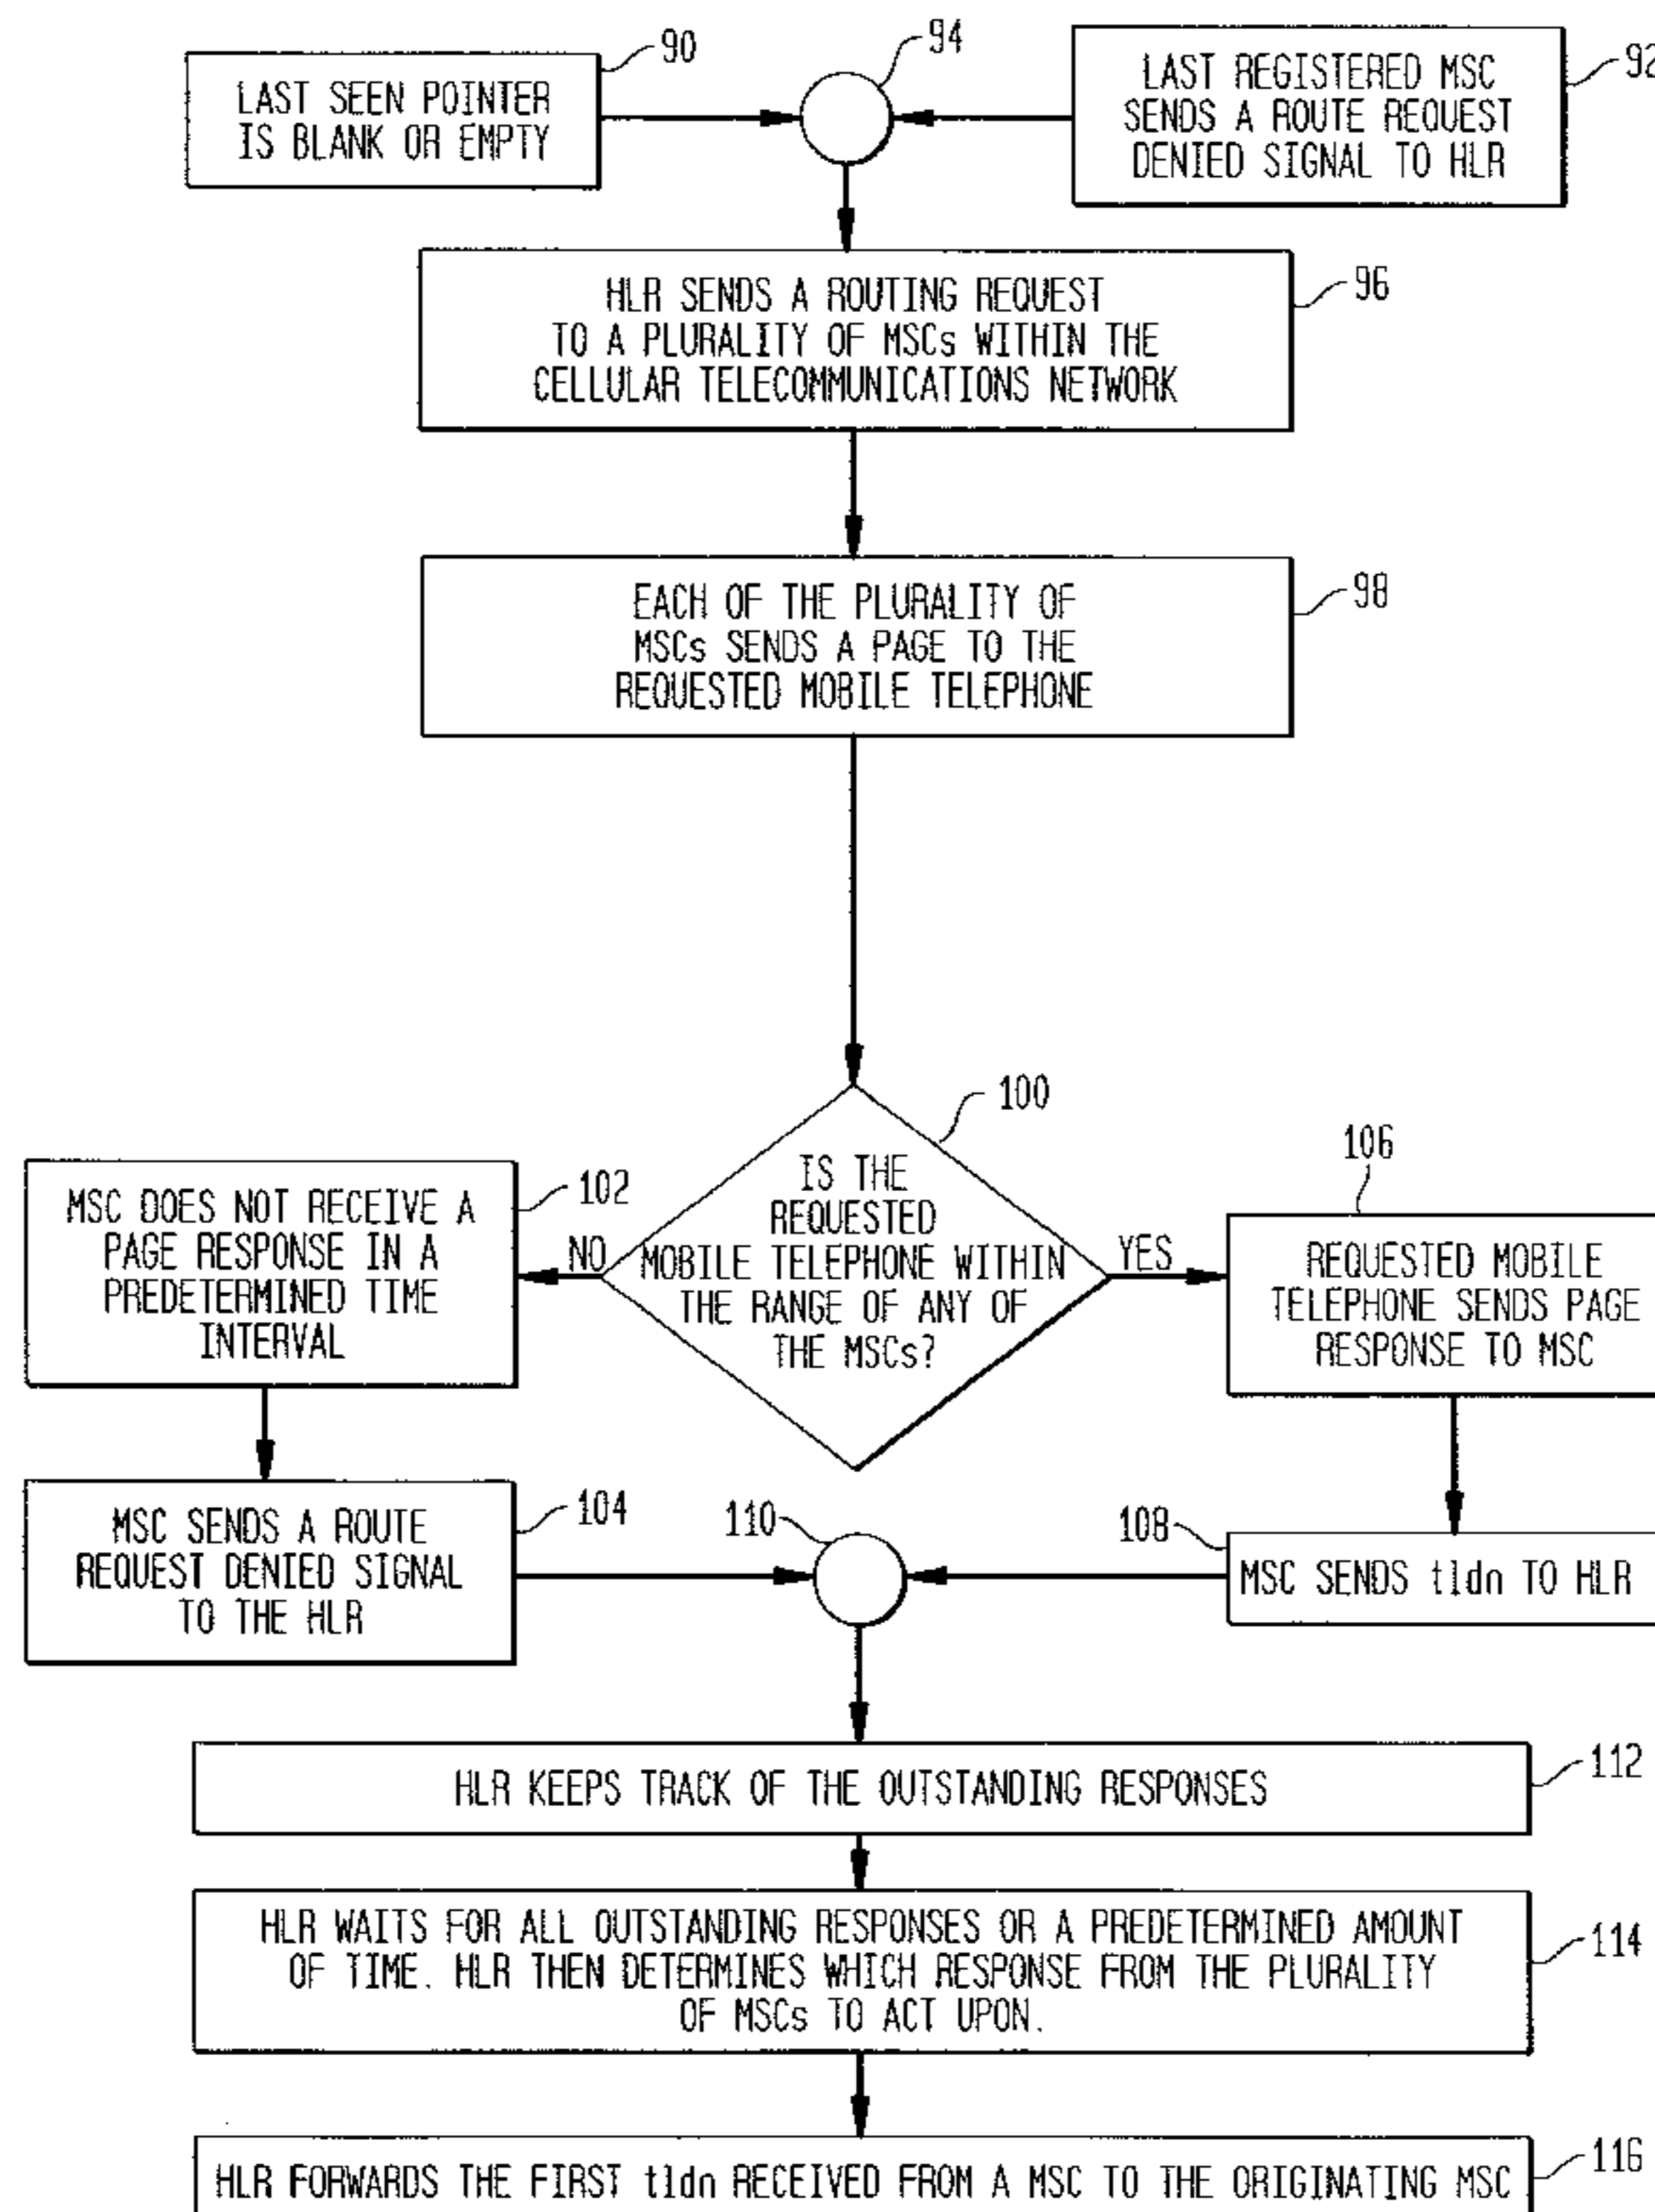 90
LAST SEEN POINTER
IS BLANK OR EMPTY
94
92
LAST REGISTERED MSC
SENDS A ROUTE REQUEST
DENIED SIGNAL TO HLR
96
HLR SENDS A ROUTING REQUEST
TO A PLURALITY OF MSCs WITHIN THE
CELLULAR TELECOMMUNICATIONS NETWORK
98
EACH OF THE PLURALITY OF
MSCs SENDS A PAGE TO THE
REQUESTED MOBILE TELEPHONE
100
IS THE
REQUESTED
MOBILE TELEPHONE WITHIN
THE RANGE OF ANY OF
THE MSCs?
NO
YES
102
MSC DOES NOT RECEIVE A
PAGE RESPONSE IN A
PREDETERMINED TIME
INTERVAL
106
REQUESTED MOBILE
TELEPHONE SENDS PAGE
RESPONSE TO MSC
104
MSC SENDS A ROUTE
REQUEST DENIED SIGNAL
TO THE HLR
110
108
MSC SENDS tldn TO HLR
112
HLR KEEPS TRACK OF THE OUTSTANDING RESPONSES
114
HLR WAITS FOR ALL OUTSTANDING RESPONSES OR A PREDETERMINED AMOUNT
OF TIME. HLR THEN DETERMINES WHICH RESPONSE FROM THE PLURALITY
OF MSCs TO ACT UPON.
116
HLR FORWARDS THE FIRST tldn RECEIVED FROM A MSC TO THE ORIGINATING MSC